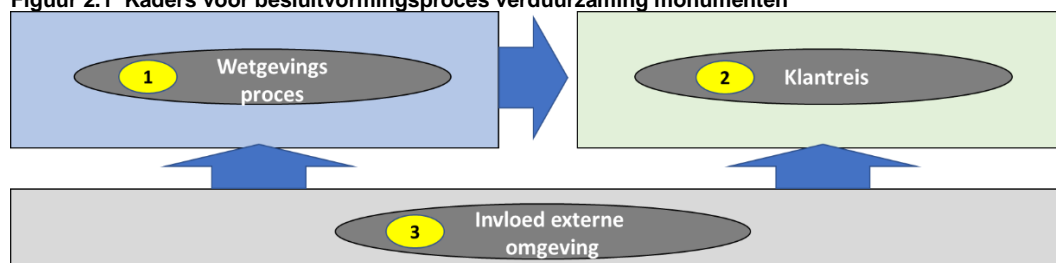 Figuur 2.1 Kaders voor besluitvormingsproces verduurzaming monumenten
1
Wetgevings
proces
2
Klantreis
3
Invloed externe
omgeving